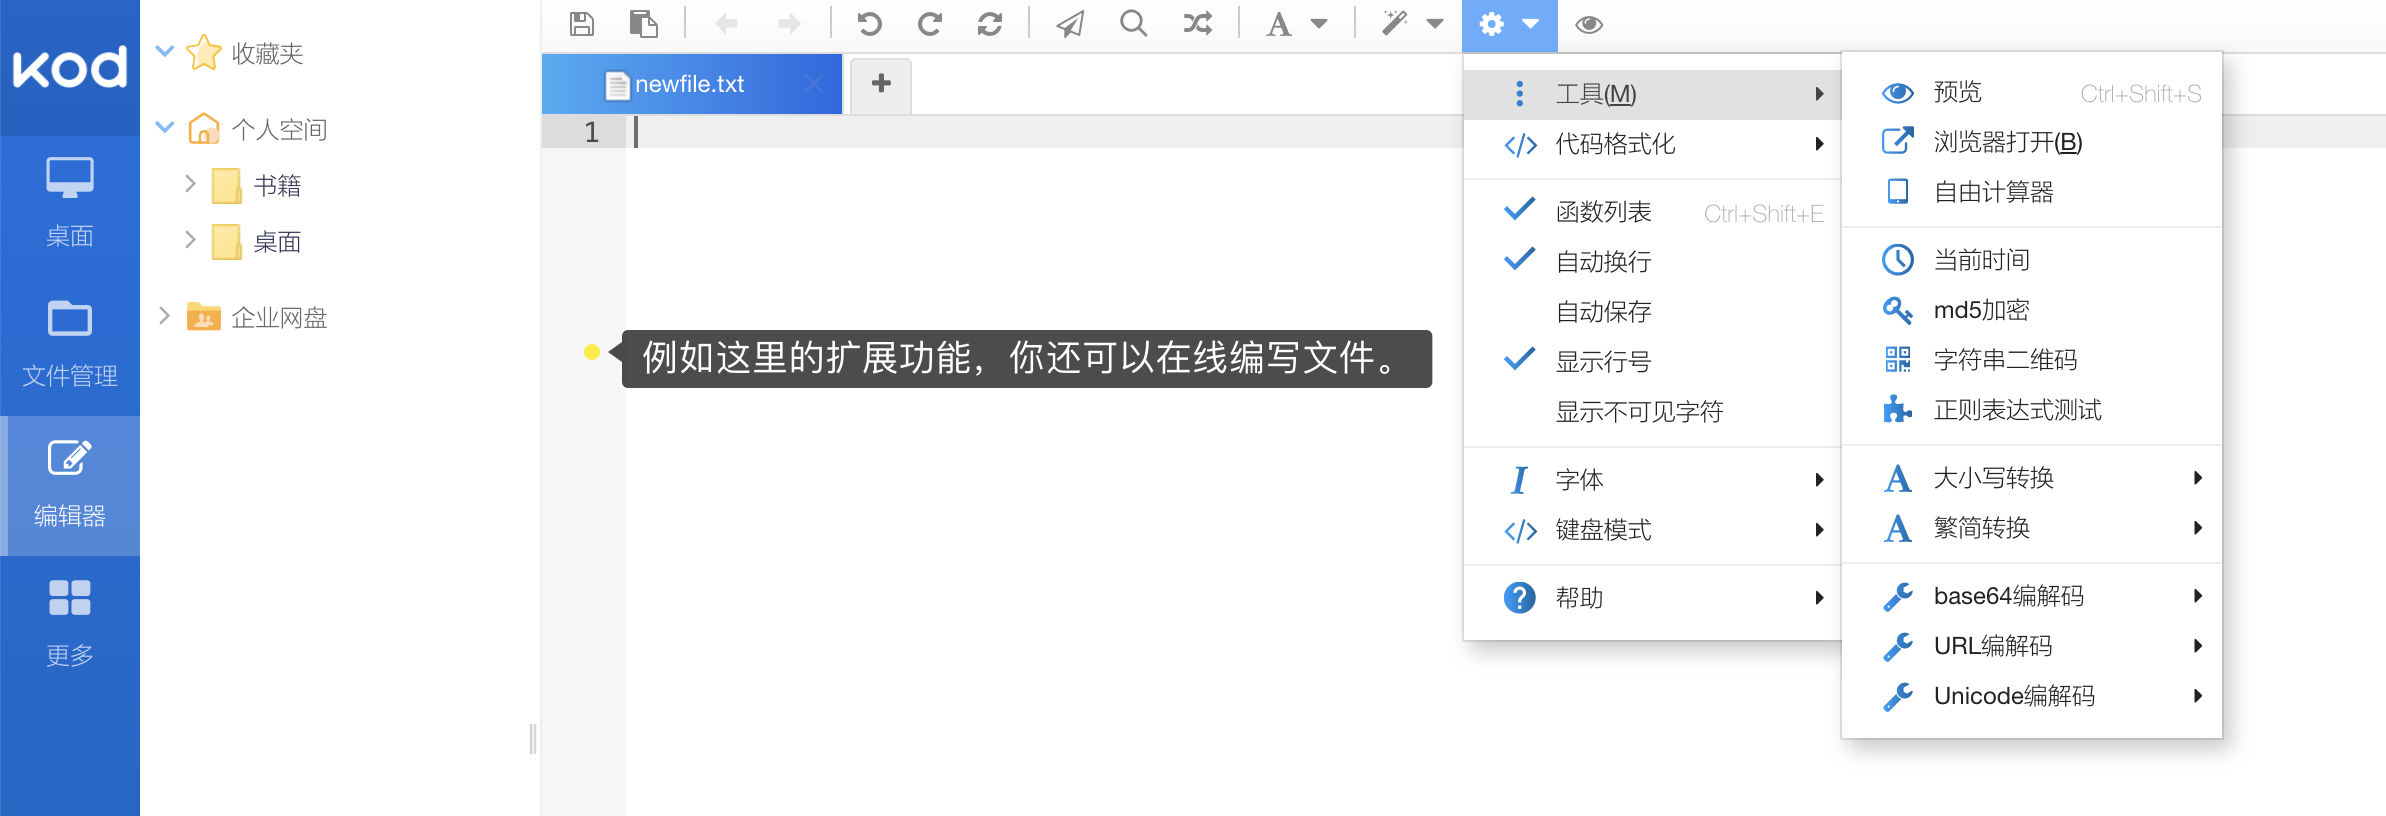 kod
桌面
文件管理
编辑器
更多
收藏夹
个人空间
书籍
桌面
企业网盘
newfile.txt
1
例如这里的扩展功能，你还可以在线编写文件。
工具(M)
代码格式化
函数列表 Ctrl+Shift+E
自动换行
自动保存
显示行号
显示不可见字符
字体
键盘模式
帮助
预览 Ctrl+Shift+S
浏览器打开(B)
自由计算器
当前时间
md5加密
字符串二维码
正则表达式测试
大小写转换
繁简转换
base64编解码
URL编解码
Unicode编解码